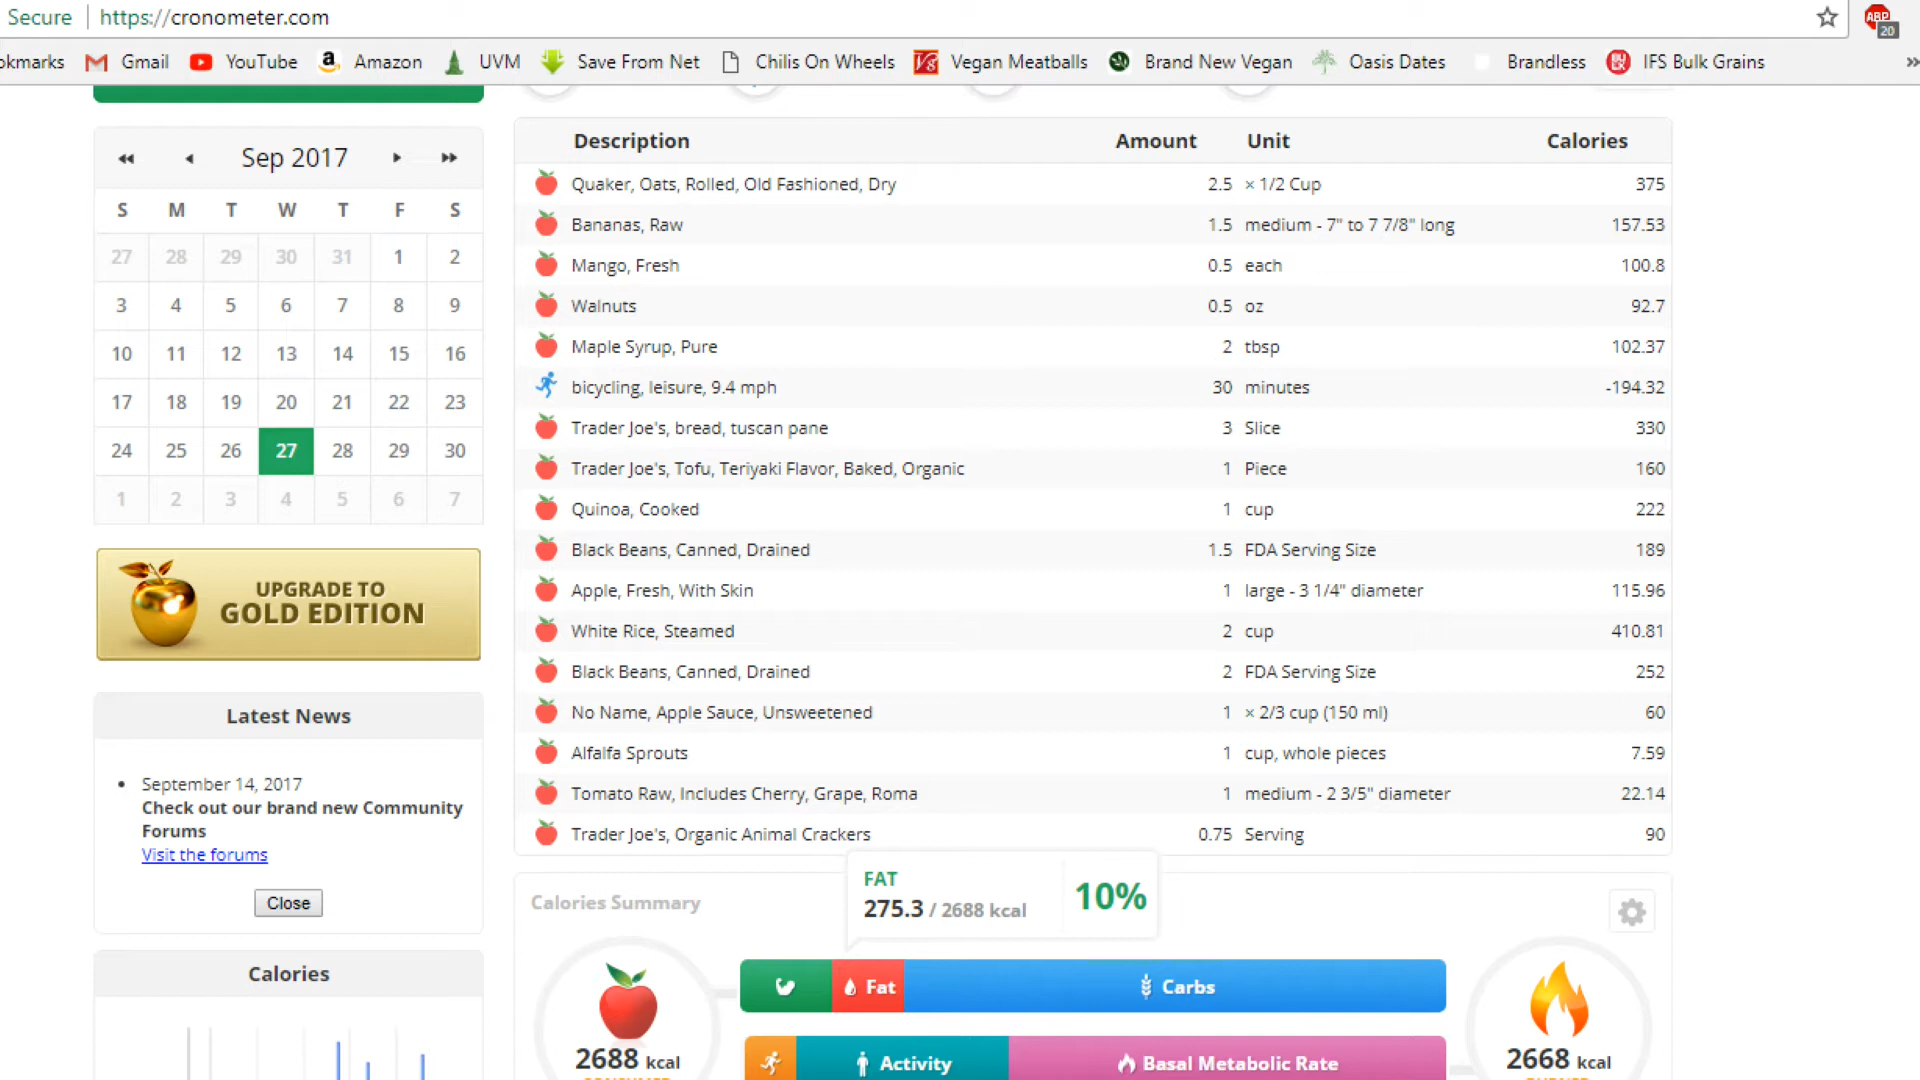 Secure https://cronometer.com
ABP
20
okmarks Gmail YouTube Amazon UVM Save From Net Chilis On Wheels V8 Vegan Meatballs Brand New Vegan Oasis Dates Brandless IFS Bulk Grains »
Sep 2017
S M T W T F S
27 28 29 30 31 1 2
3 4 5 6 7 8 9
10 11 12 13 14 15 16
17 18 19 20 21 22 23
24 25 26 27 28 29 30
1 2 3 4 5 6 7
UPGRADE TO
GOLD EDITION
Latest News
September 14, 2017
Check out our brand new Community
Forums
Visit the forums
Close
Calories
Description Amount Unit Calories
Quaker, Oats, Rolled, Old Fashioned, Dry 2.5 × 1/2 Cup 375
Bananas, Raw 1.5 medium - 7" to 7 7/8" long 157.53
Mango, Fresh 0.5 each 100.8
Walnuts 0.5 oz 92.7
Maple Syrup, Pure 2 tbsp 102.37
bicycling, leisure, 9.4 mph 30 minutes -194.32
Trader Joe's, bread, tuscan pane 3 Slice 330
Trader Joe's, Tofu, Teriyaki Flavor, Baked, Organic 1 Piece 160
Quinoa, Cooked 1 cup 222
Black Beans, Canned, Drained 1.5 FDA Serving Size 189
Apple, Fresh, With Skin 1 large - 3 1/4" diameter 115.96
White Rice, Steamed 2 cup 410.81
Black Beans, Canned, Drained 2 FDA Serving Size 252
No Name, Apple Sauce, Unsweetened 1 × 2/3 cup (150 ml) 60
Alfalfa Sprouts 1 cup, whole pieces 7.59
Tomato Raw, Includes Cherry, Grape, Roma 1 medium - 2 3/5" diameter 22.14
Trader Joe's, Organic Animal Crackers 0.75 Serving 90
Calories Summary
FAT
275.3 / 2688 kcal 10%
Fat Carbs
2688 kcal
Activity Basal Metabolic Rate
2668 kcal